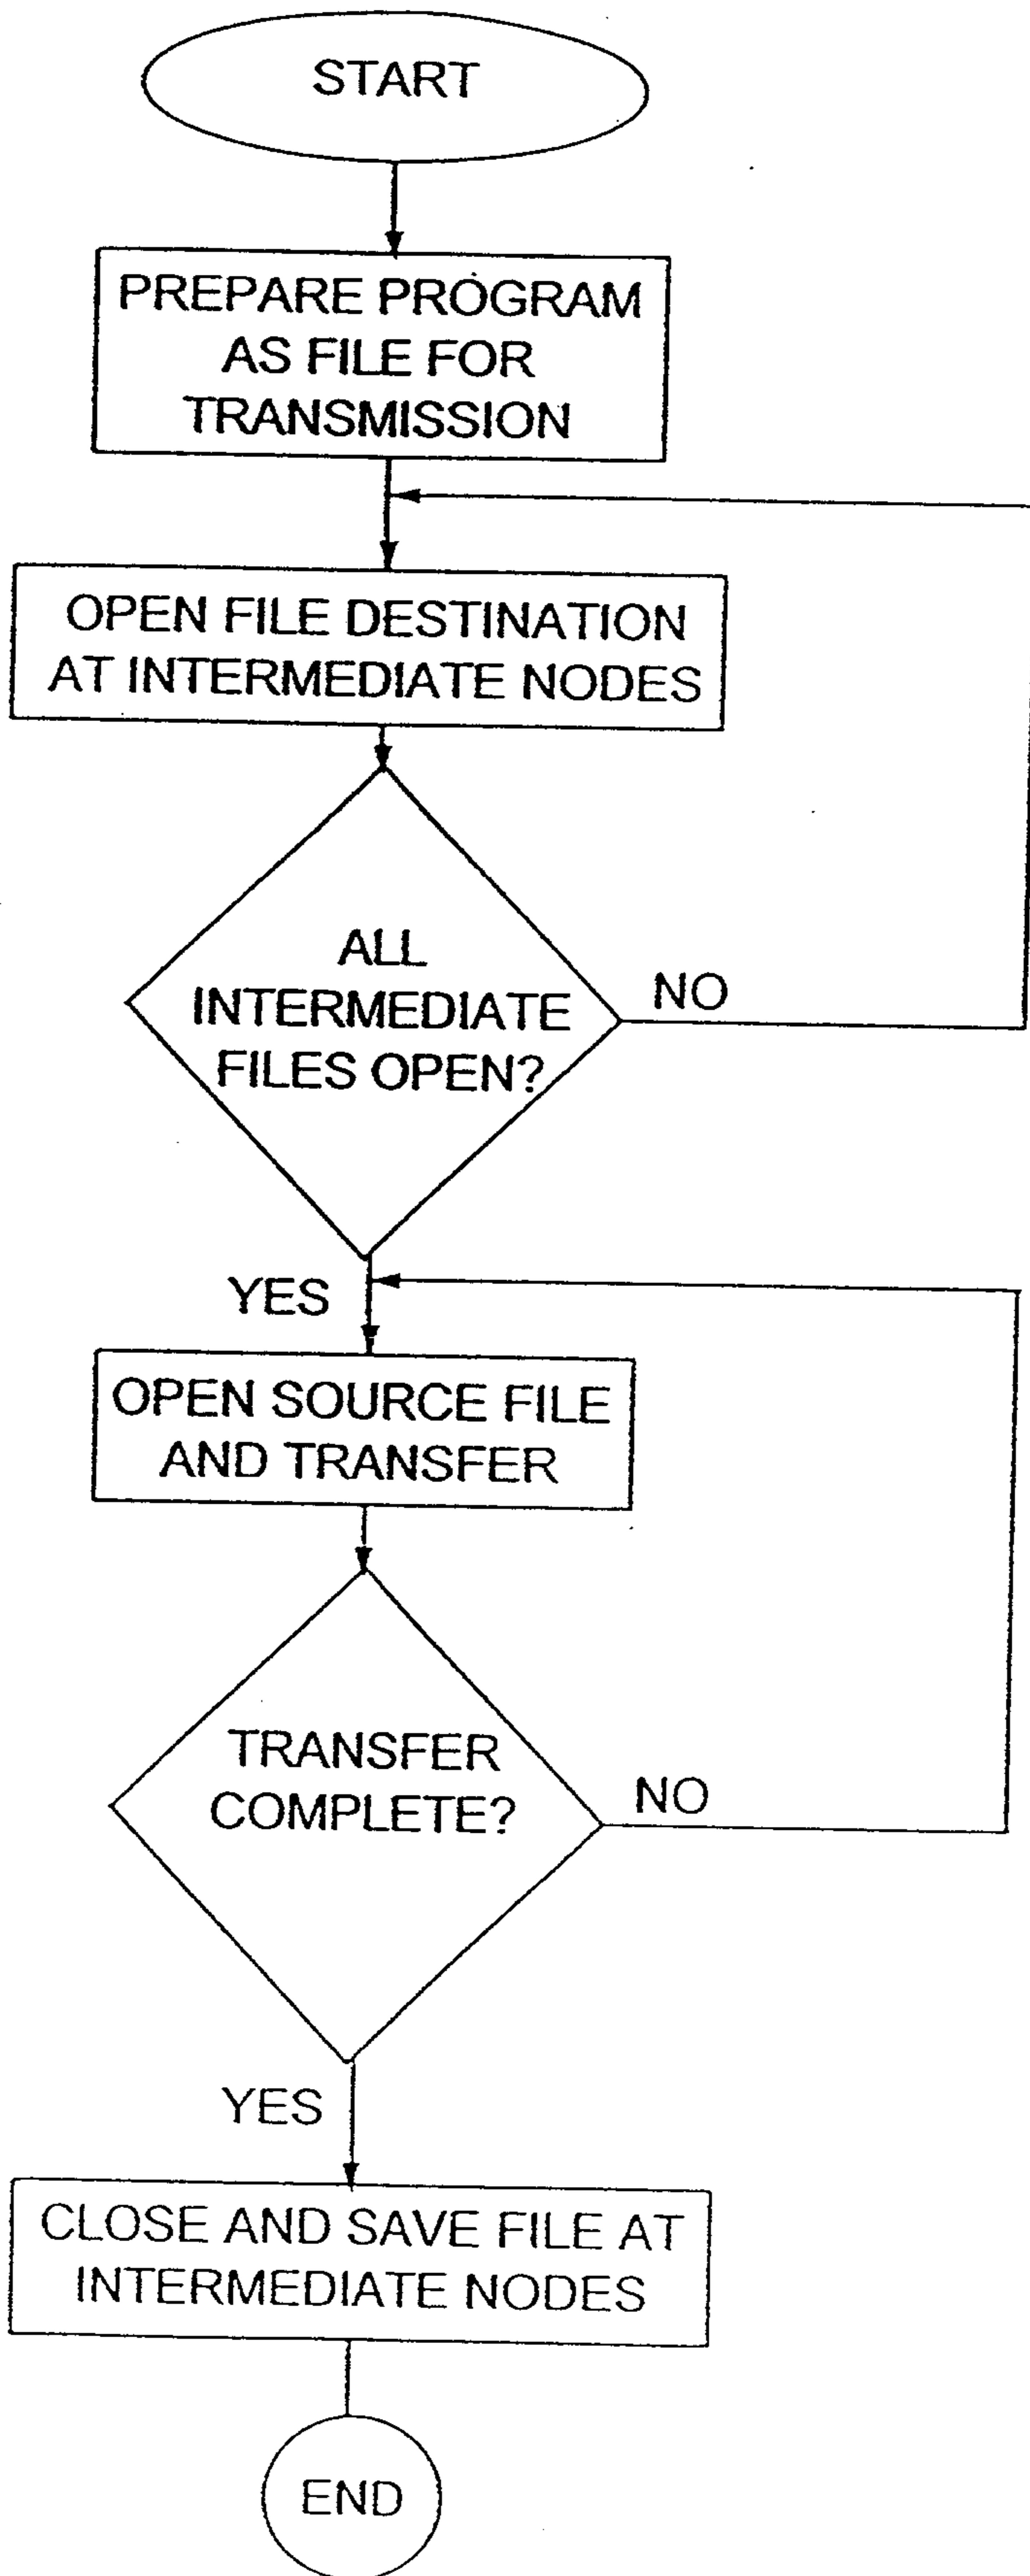 START
PREPARE PROGRAM
AS FILE FOR
TRANSMISSION
OPEN FILE DESTINATION
AT INTERMEDIATE NODES
ALL
INTERMEDIATE
FILES OPEN?
NO
YES
OPEN SOURCE FILE
AND TRANSFER
TRANSFER
COMPLETE?
NO
YES
CLOSE AND SAVE FILE AT
INTERMEDIATE NODES
END